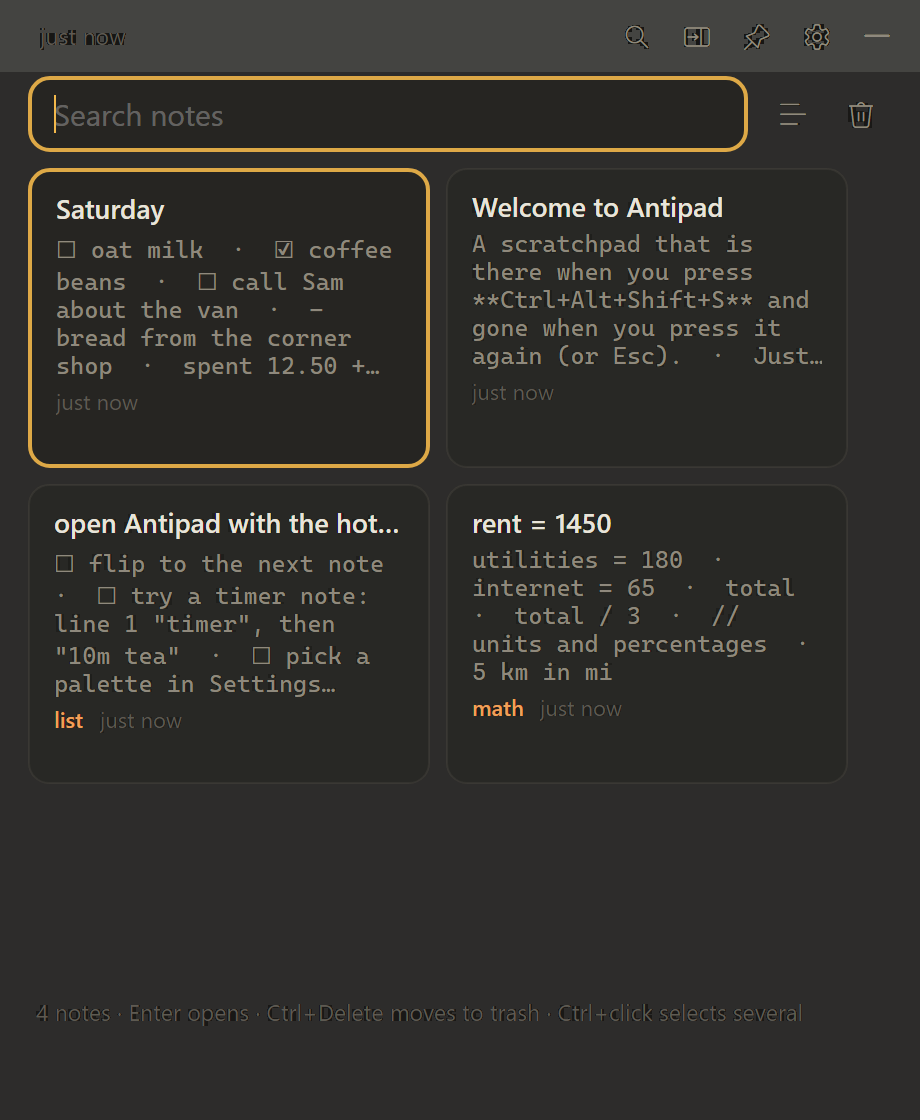 just now
Search notes
Saturday
☐ oat milk · ☑ coffee
beans · ☐ call Sam
about the van · –
bread from the corner
shop · spent 12.50 +…
just now
Welcome to Antipad
A scratchpad that is
there when you press
**Ctrl+Alt+Shift+S** and
gone when you press it
again (or Esc). · Just…
just now
open Antipad with the hot…
☐ flip to the next note
· ☐ try a timer note:
line 1 "timer", then
"10m tea" · ☐ pick a
palette in Settings…
list just now
rent = 1450
utilities = 180 ·
internet = 65 · total
· total / 3 · //
units and percentages ·
5 km in mi
math just now
4 notes · Enter opens · Ctrl+Delete moves to trash · Ctrl+click selects several